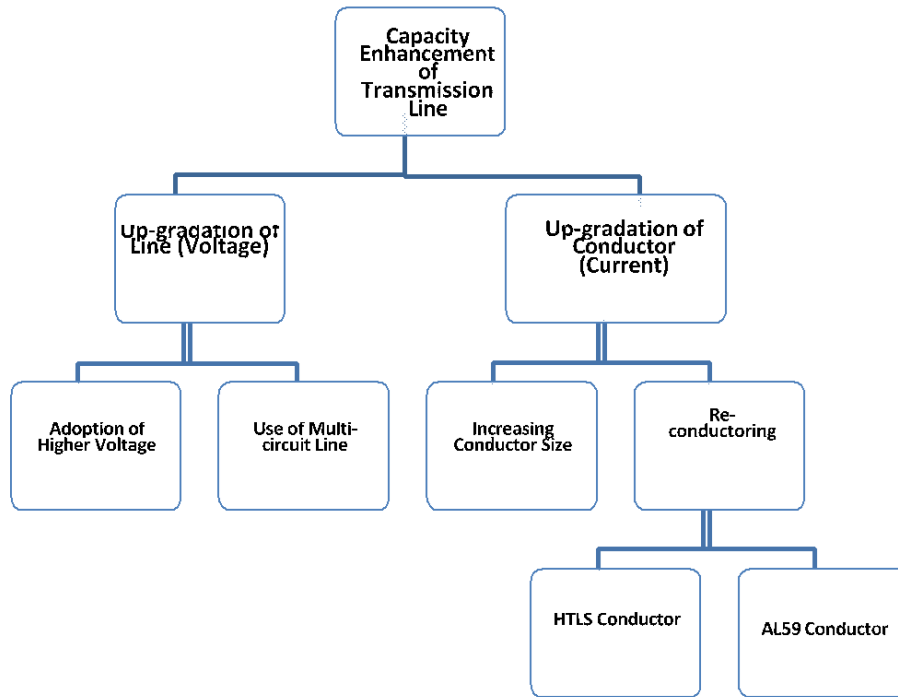 Capacity
Enhancement
of
Transmission
Line
Up-gradation of
Line (Voltage)
Up-gradation of
Conductor
(Current)
Adoption of
Higher Voltage
Use of Multi-
circuit Line
Increasing
Conductor Size
Re-
conductoring
HTLS Conductor
AL59 Conductor